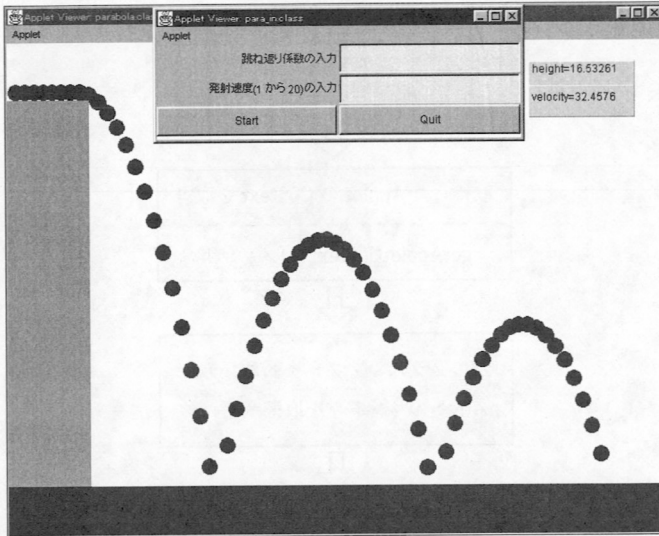 Applet Viewer: parabola.clas
Applet
Applet Viewer: para_in.class
Applet
跳ね返り係数の入力
発射速度(1 から 20)の入力
Start
Quit
height=16.53261
velocity=32.4576